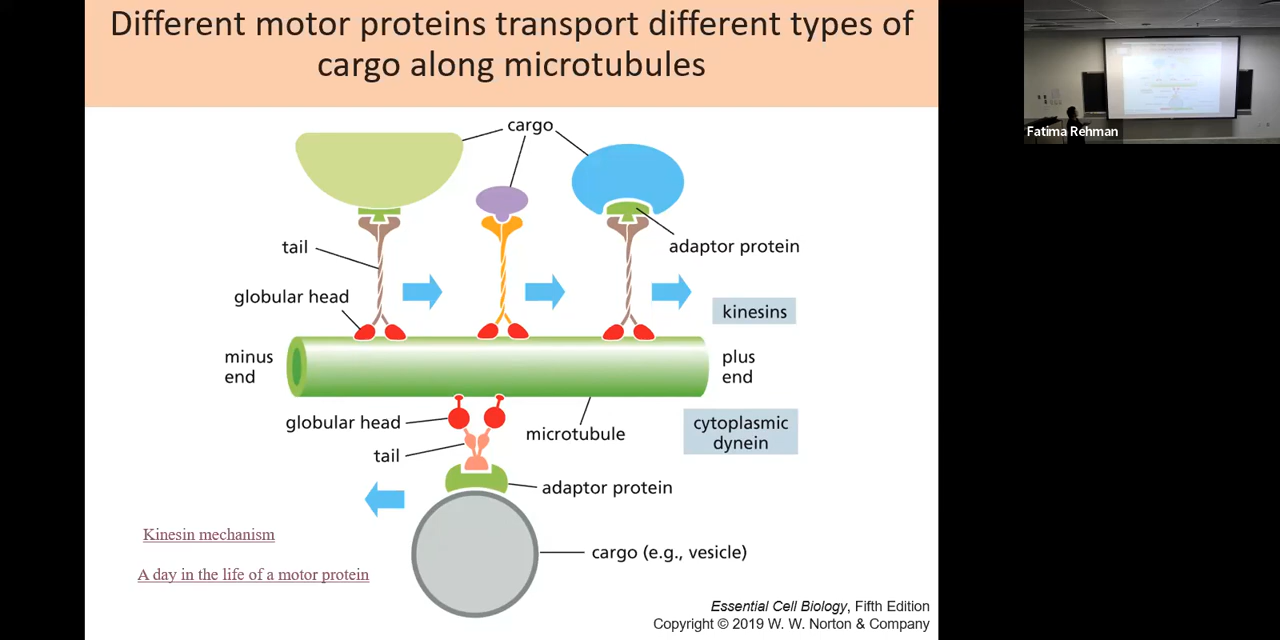 Different motor proteins transport different types of
cargo along microtubules
Fatima Rehman
cargo
tail
adaptor protein
globular head
kinesins
minus
end
plus
end
globular head
microtubule
cytoplasmic
dynein
tail
adaptor protein
Kinesin mechanism
cargo (e.g., vesicle)
A day in the life of a motor protein
Essential Cell Biology, Fifth Edition
Copyright © 2019 W. W. Norton & Company